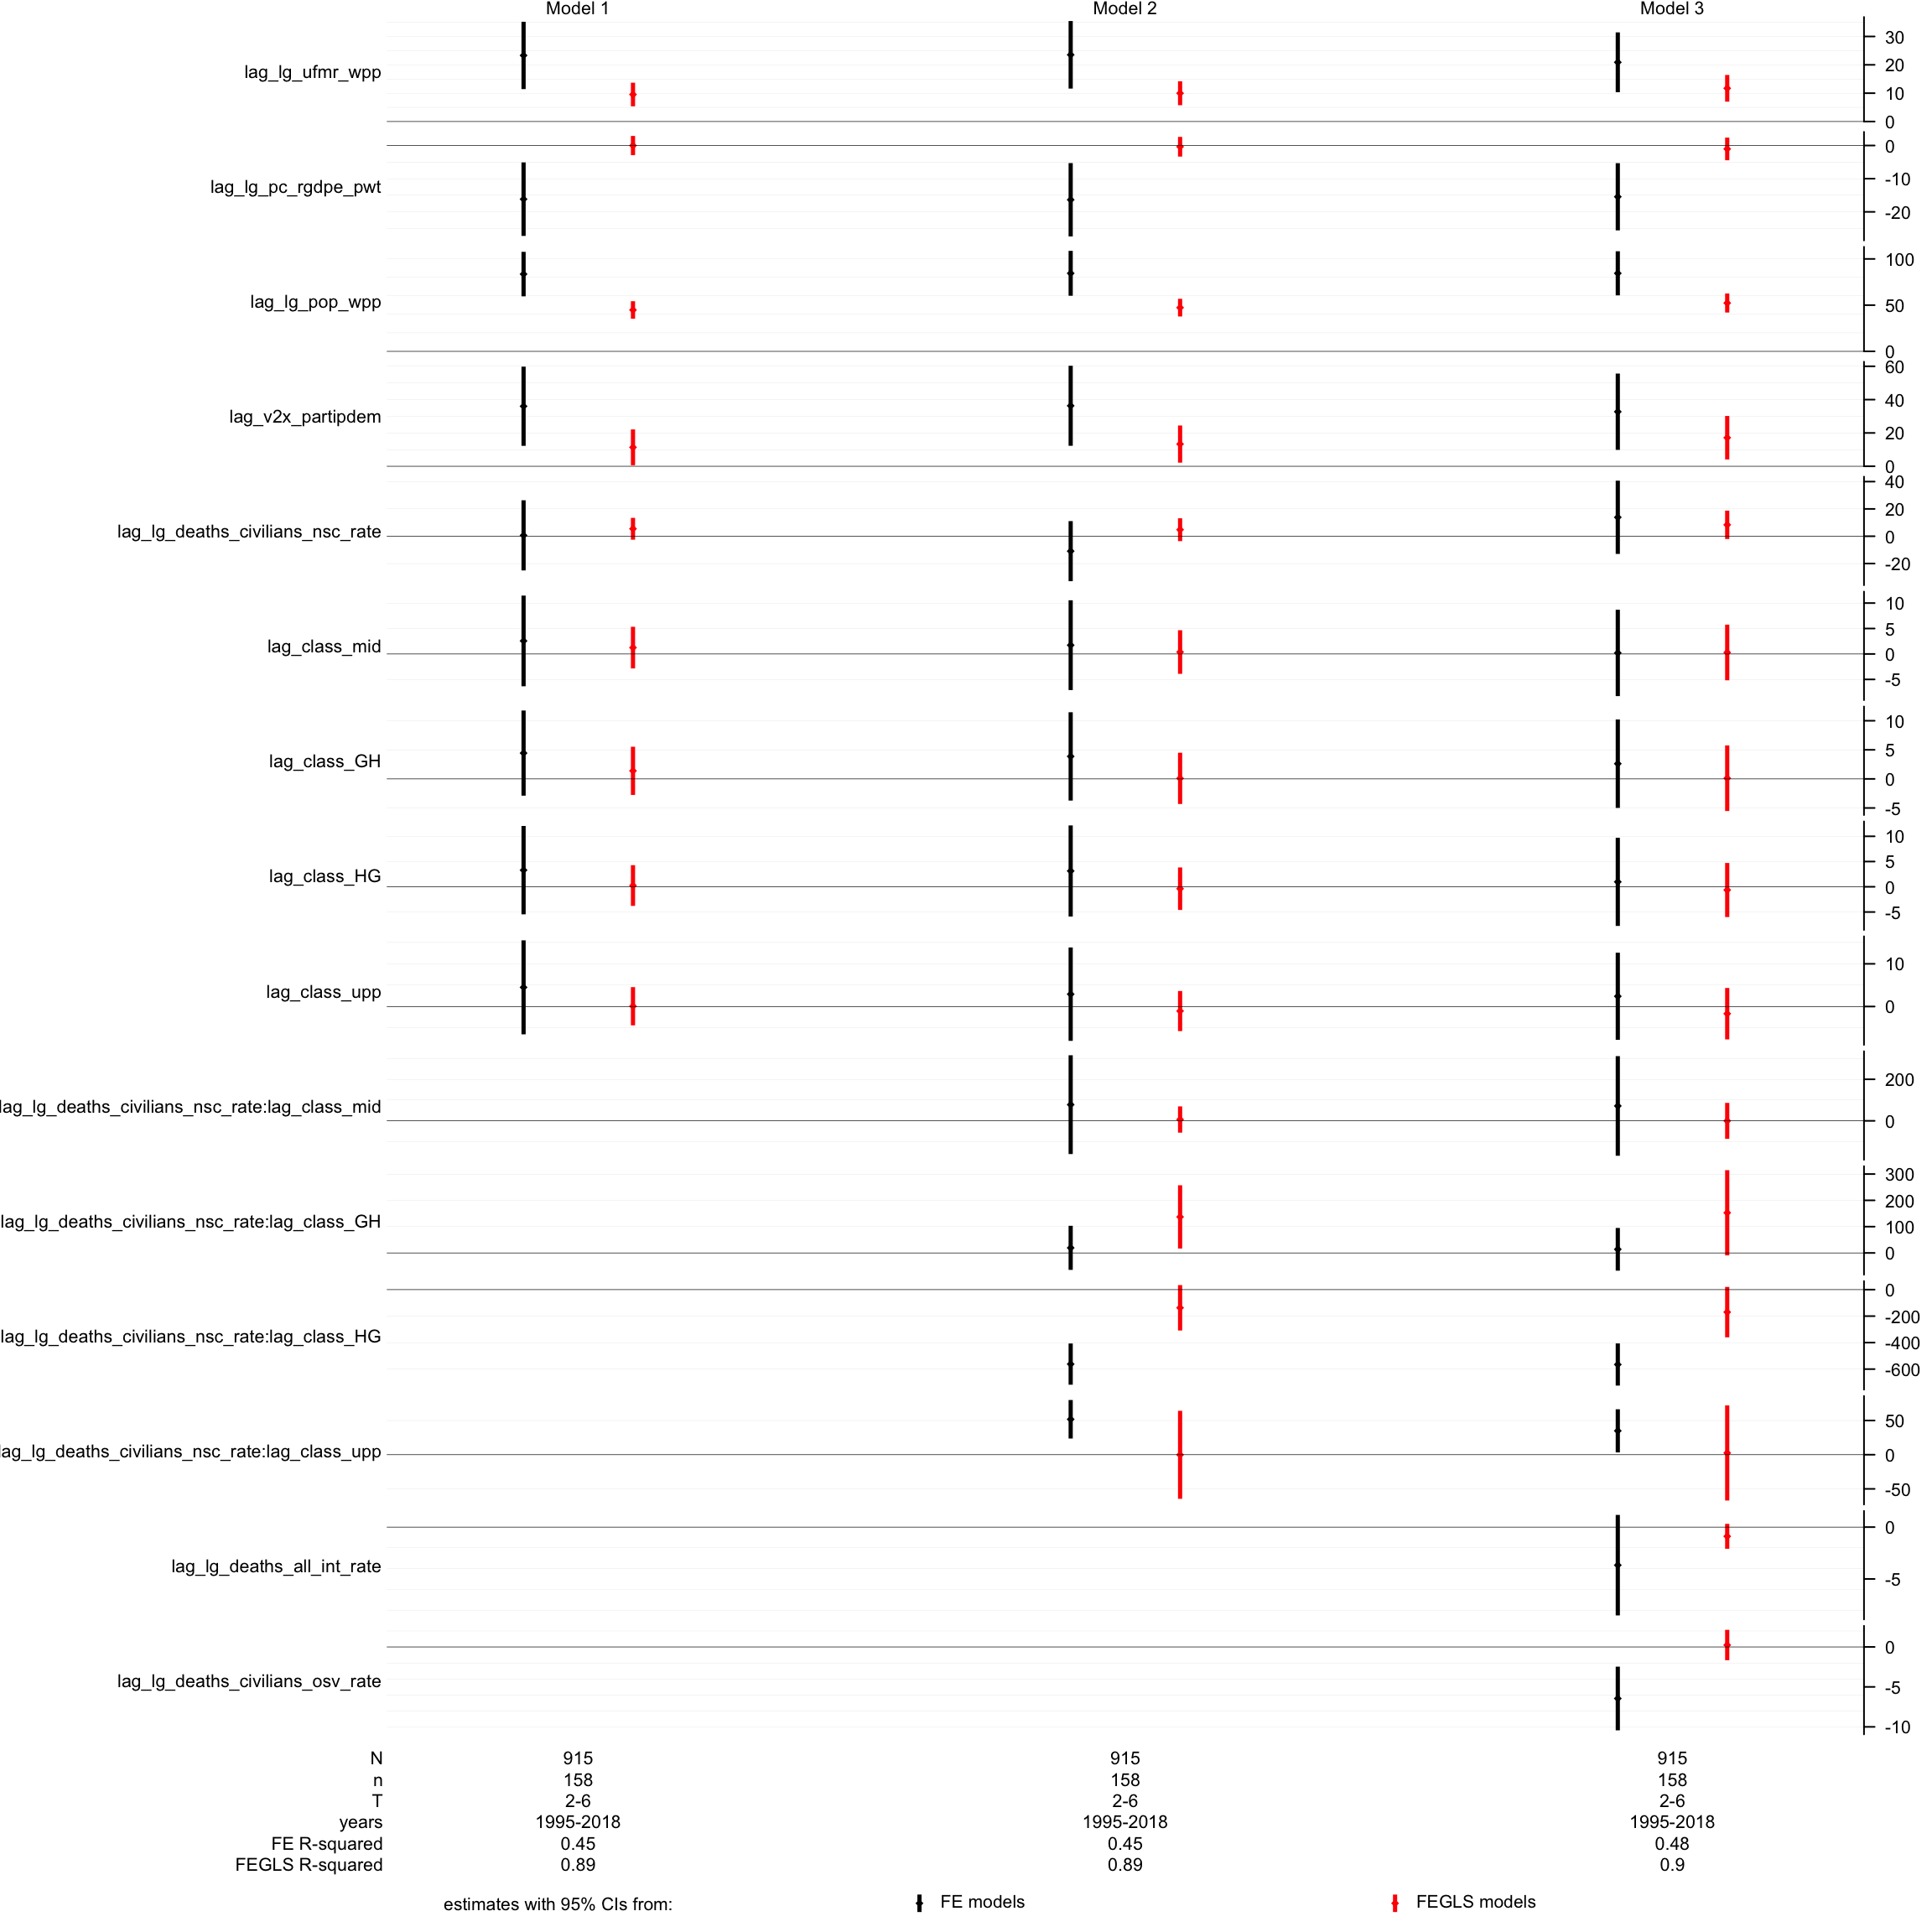 Model 1 Model 2 Model 3
lag_lg_ufmr_wpp
30
20
10
0
lag_lg_pc_rgdpe_pwt
0
-10
-20
lag_lg_pop_wpp
100
50
0
lag_v2x_partipdem
60
40
20
0
lag_lg_deaths_civilians_nsc_rate
40
20
0
-20
lag_class_mid
10
5
0
-5
lag_class_GH
10
5
0
-5
lag_class_HG
10
5
0
-5
lag_class_upp
10
0
lag_lg_deaths_civilians_nsc_rate:lag_class_mid
200
0
lag_lg_deaths_civilians_nsc_rate:lag_class_GH
300
200
100
0
lag_lg_deaths_civilians_nsc_rate:lag_class_HG
0
-200
-400
-600
lag_lg_deaths_civilians_nsc_rate:lag_class_upp
50
0
-50
lag_lg_deaths_all_int_rate
0
-5
lag_lg_deaths_civilians_osv_rate
0
-5
-10
N 915 915 915
n 158 158 158
T 2-6 2-6 2-6
years 1995-2018 1995-2018 1995-2018
FE R-squared 0.45 0.45 0.48
FEGLS R-squared 0.89 0.89 0.9
estimates with 95% CIs from: FE models FEGLS models